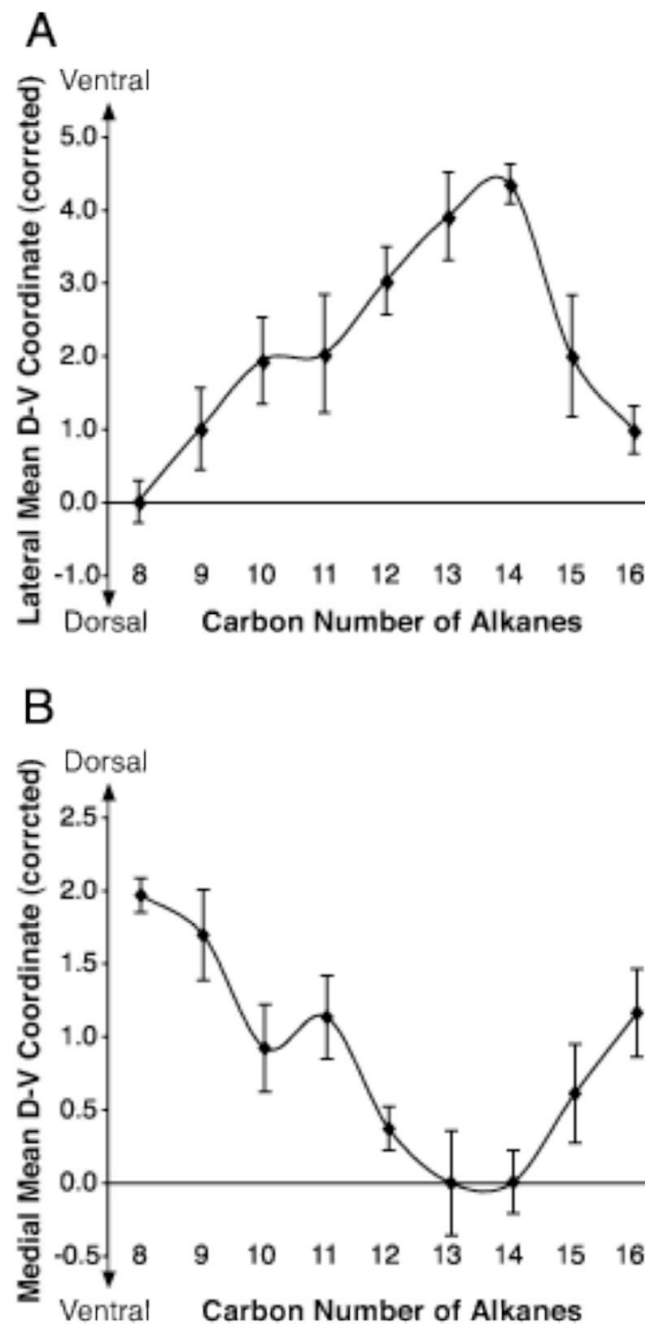 A
Ventral
Lateral Mean D-V Coordinate (corrrcted)
5.0
4.0
3.0
2.0
1.0
0.0
-1.0
8 9 10 11 12 13 14 15 16
Dorsal
Carbon Number of Alkanes
B
Dorsal
Medial Mean D-V Coordinate (corrrcted)
2.5
2.0
1.5
1.0
0.5
0.0
-0.5
8 9 10 11 12 13 14 15 16
Ventral
Carbon Number of Alkanes